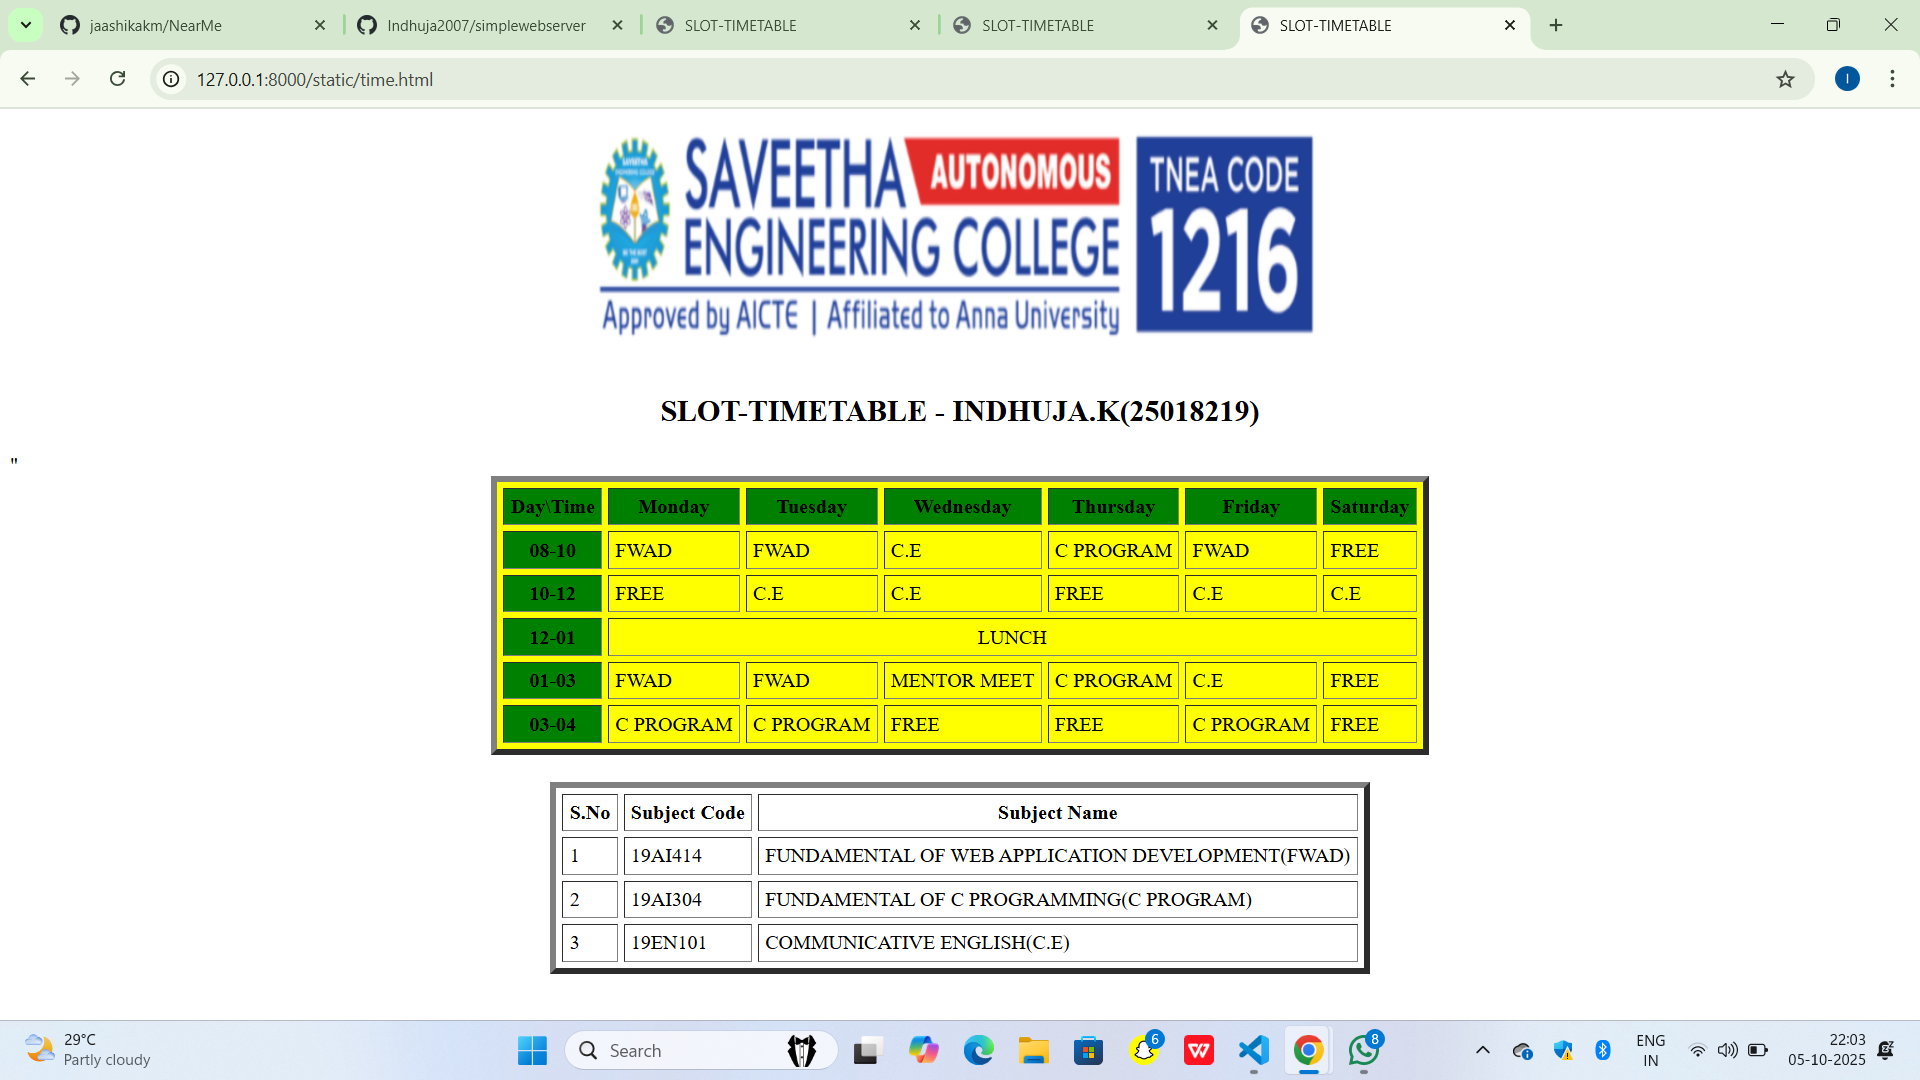 jaashikakm/NearMe
Indhuja2007/simplewebserver
SLOT-TIMETABLE
SLOT-TIMETABLE
SLOT-TIMETABLE
127.0.0.1:8000/static/time.html
I
SAVEETHA AUTONOMOUS
ENGINEERING COLLEGE
Approved by AICTE | Affiliated to Anna University
TNEA CODE
1216
SLOT-TIMETABLE - INDHUJA.K(25018219)
"
Day\Time Monday Tuesday Wednesday Thursday Friday Saturday
08-10 FWAD FWAD C.E C PROGRAM FWAD FREE
10-12 FREE C.E C.E FREE C.E C.E
12-01 LUNCH
01-03 FWAD FWAD MENTOR MEET C PROGRAM C.E FREE
03-04 C PROGRAM C PROGRAM FREE FREE C PROGRAM FREE
S.No Subject Code Subject Name
1 19AI414 FUNDAMENTAL OF WEB APPLICATION DEVELOPMENT(FWAD)
2 19AI304 FUNDAMENTAL OF C PROGRAMMING(C PROGRAM)
3 19EN101 COMMUNICATIVE ENGLISH(C.E)
29°C
Partly cloudy
Search
6
W
8
ENG
IN
22:03
05-10-2025